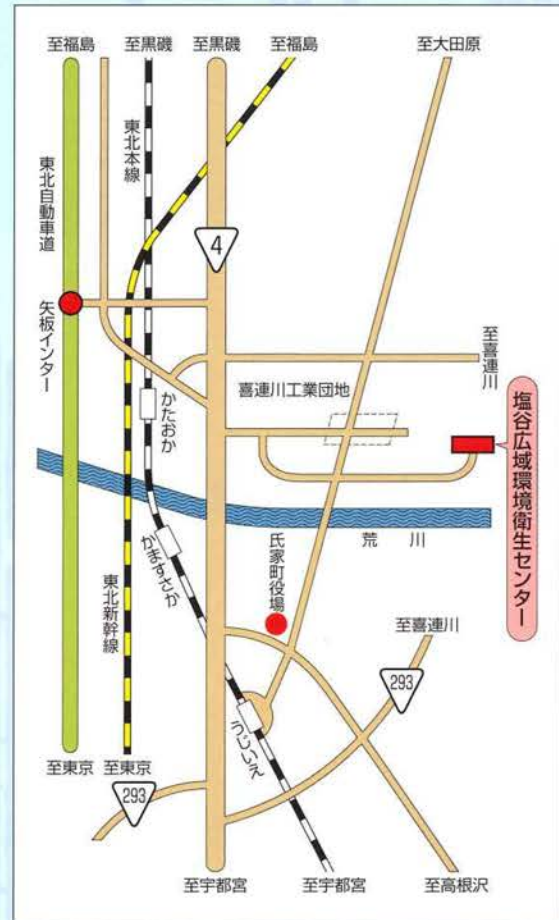 至福島
至黒磯
至黒磯
至福島
至大田原
東北自動車道
東北本線
4
矢板インター
至喜連川
喜連川工業団地
かたおか
塩谷広域環境衛生センター
荒川
かますさか
氏家町役場
東北新幹線
至喜連川
293
うじいえ
至東京
至東京
293
至宇都宮
至宇都宮
至高根沢